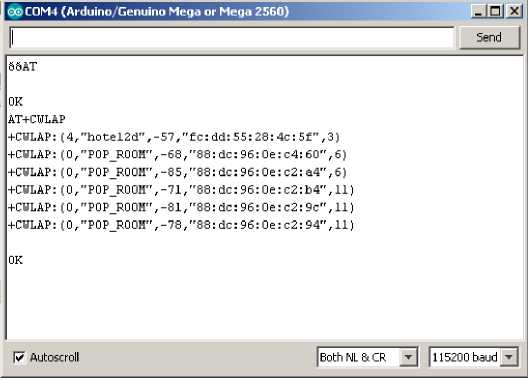 COM4 (Arduino/Genuino Mega or Mega 2560)
Send
ððAT
OK
AT+CWLAP
+CWLAP:(4,"hotel2d",-57,"fc:dd:55:28:4c:5f",3)
+CWLAP:(0,"POP_ROOM",-68,"88:dc:96:0e:c4:60",6)
+CWLAP:(0,"POP_ROOM",-85,"88:dc:96:0e:c2:a4",6)
+CWLAP:(0,"POP_ROOM",-71,"88:dc:96:0e:c2:b4",11)
+CWLAP:(0,"POP_ROOM",-81,"88:dc:96:0e:c2:9c",11)
+CWLAP:(0,"POP_ROOM",-78,"88:dc:96:0e:c2:94",11)
OK
Autoscroll Both NL & CR 115200 baud